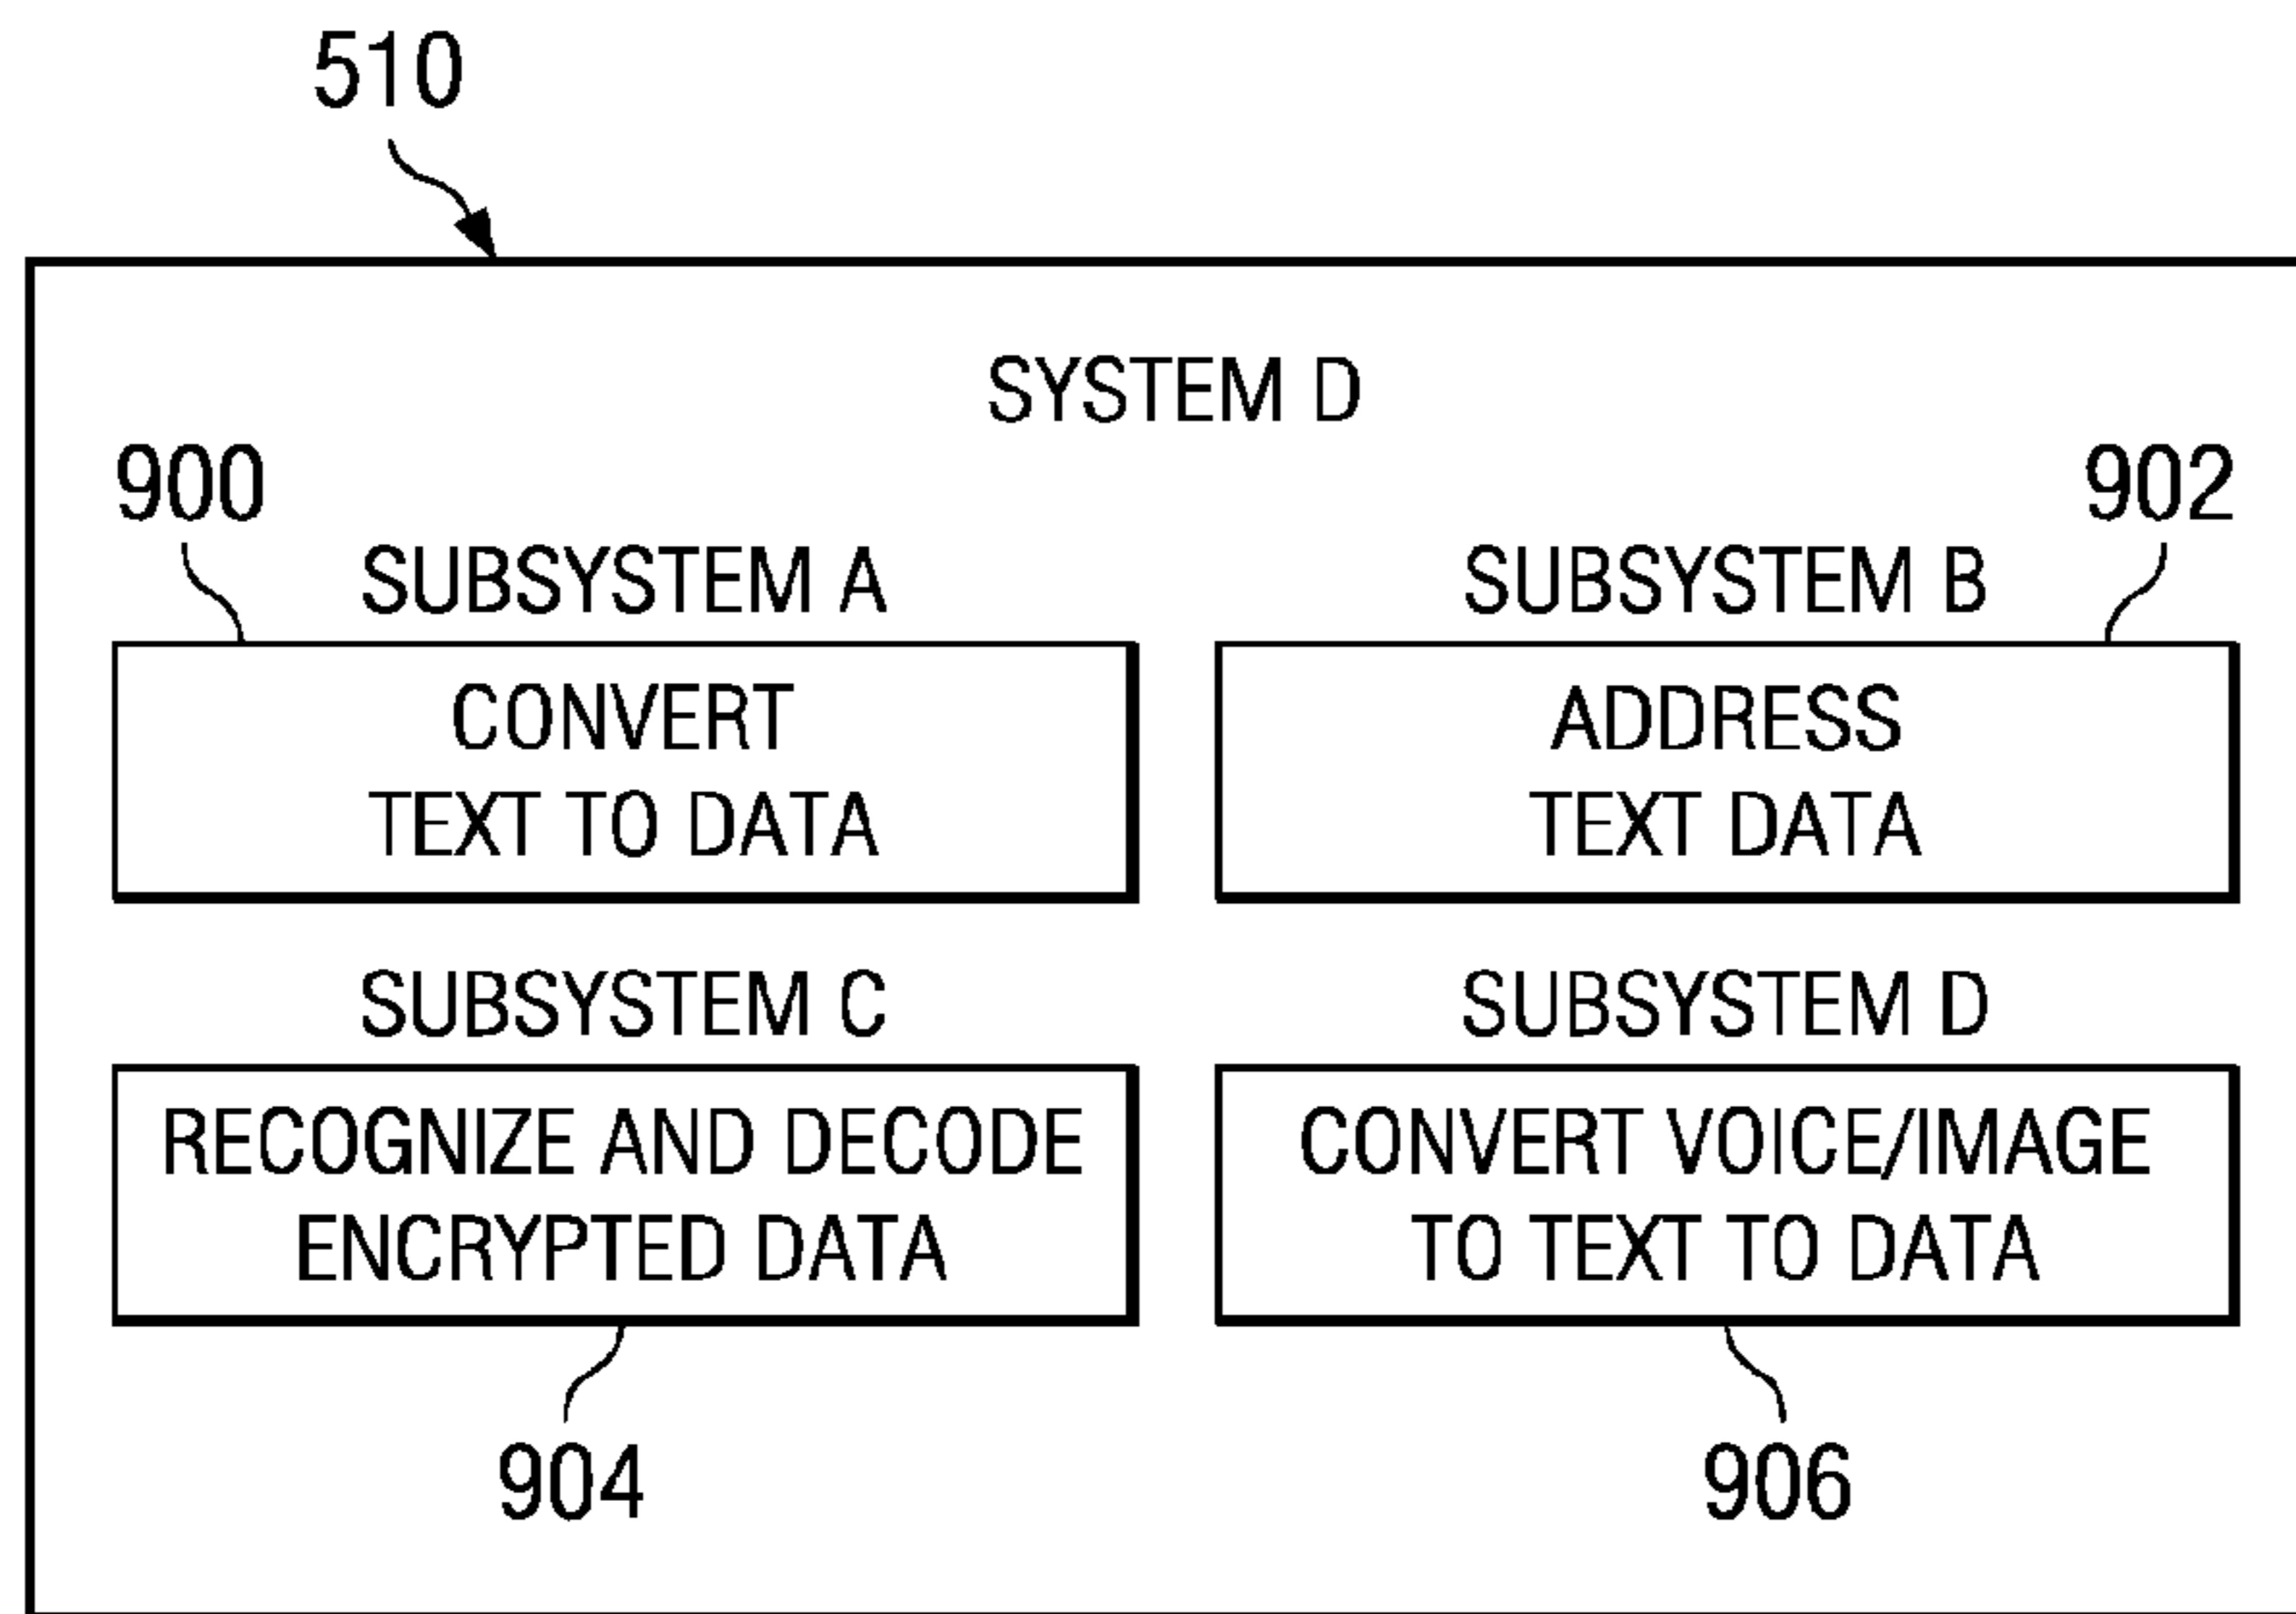 510
SYSTEM D
900
902
SUBSYSTEM A
SUBSYSTEM B
CONVERT
TEXT TO DATA
ADDRESS
TEXT DATA
SUBSYSTEM C
SUBSYSTEM D
RECOGNIZE AND DECODE
ENCRYPTED DATA
CONVERT VOICE/IMAGE
TO TEXT TO DATA
904
906